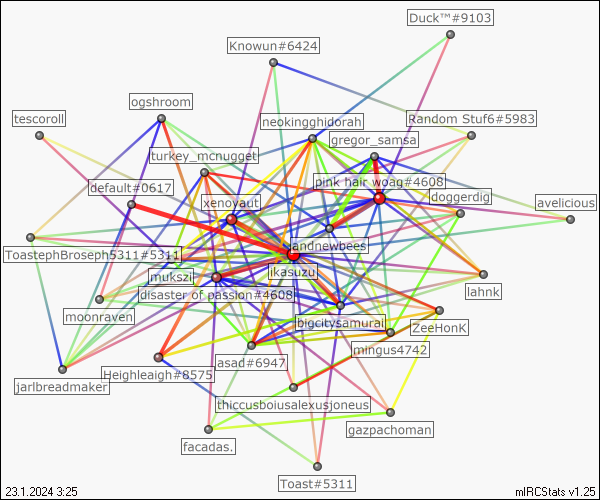 Duck™#9103
Knowun#6424
ogshroom
tescoroll
neokingghidorah
Random Stuf6#5983
gregor_samsa
turkey_mcnugget
pink hair woag#4608
default#0617
doggerdig
xenoyaut
avelicious
andnewbees
ToastephBroseph5311#5311
ikasuzu
mukszi
lahnk
disaster of passion#4608
moonraven
bigcitysamurai
ZeeHonK
mingus4742
asad#6947
Heighleaigh#8575
jarlbreadmaker
thiccusboiusalexusjoneus
gazpachoman
facadas.
Toast#5311
23.1.2024 3:25
mIRCStats v1.25